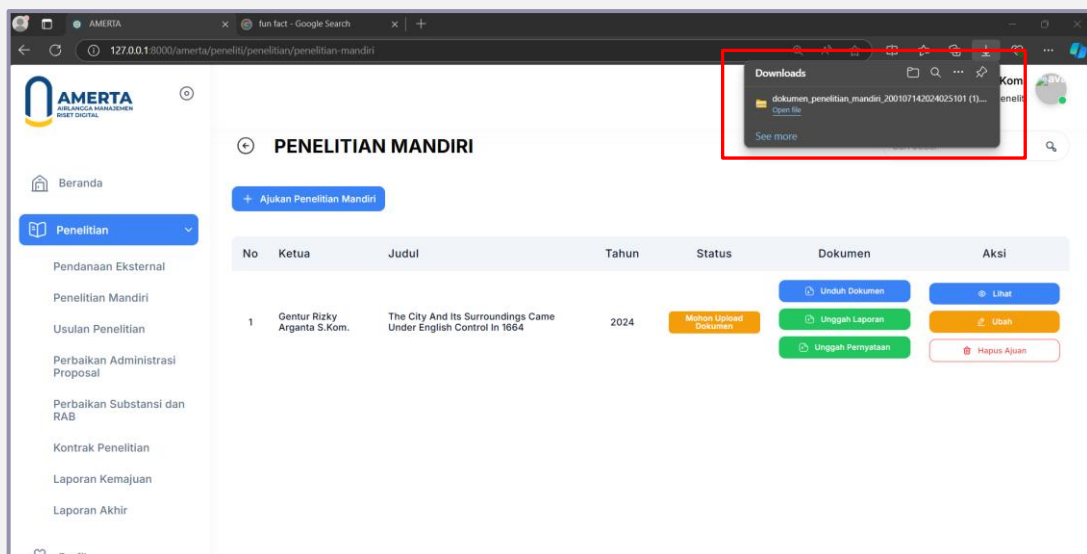 AMERTA
fun fact - Google Search
127.0.0.1:8000/amerta/peneliti/penelitian/penelitian-mandiri
Downloads
dokumen_penelitian_mandiri_200107142024025101 (1)....
Open file
See more
Kom
enelit
AMERTA
AIRLANGGA MANAJEMEN
RISET DIGITAL
PENELITIAN MANDIRI
Beranda
+ Ajukan Penelitian Mandiri
Penelitian
Pendanaan Eksternal
Penelitian Mandiri
Usulan Penelitian
Perbaikan Administrasi
Proposal
Perbaikan Substansi dan
RAB
Kontrak Penelitian
Laporan Kemajuan
Laporan Akhir
No Ketua Judul Tahun Status Dokumen Aksi
1
Gentur Rizky
Arganta S.Kom.
The City And Its Surroundings Came
Under English Control In 1664
2024
Mohon Upload
Dokumen
Unduh Dokumen
Unggah Laporan
Unggah Pernyataan
Lihat
Ubah
Hapus Ajuan